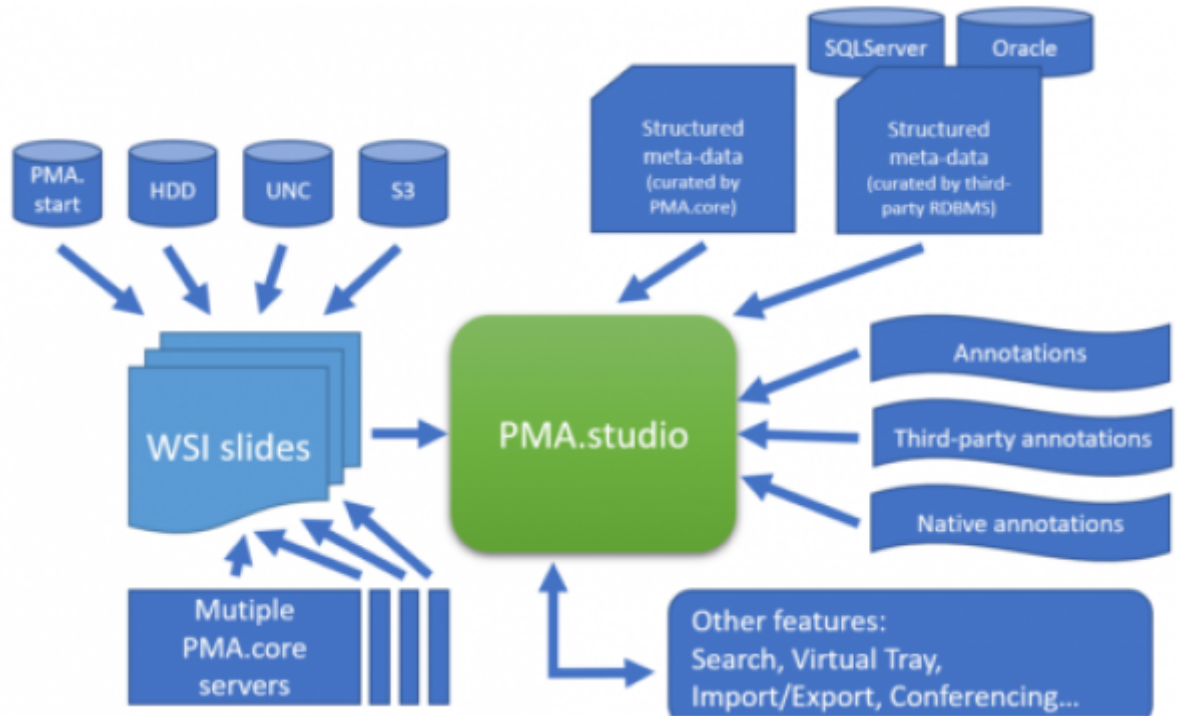 SQLServer
Oracle
Structured
meta-data
(curated by
PMA.core)
Structured
meta-data
(curated by third-
party RDBMS)
PMA.
start
HDD
UNC
S3
WSI slides
PMA.studio
Annotations
Third-party annotations
Native annotations
Mutiple
PMA.core
servers
Other features:
Search, Virtual Tray,
Import/Export, Conferencing...